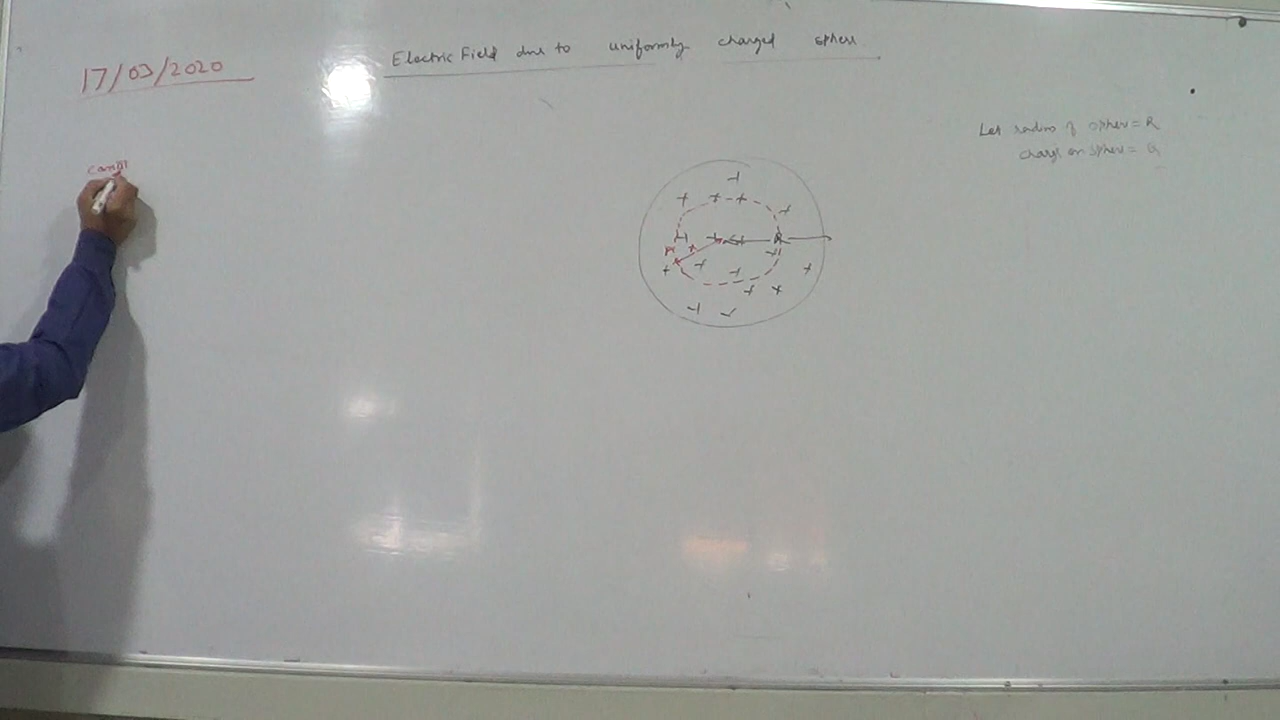 17/03/2020
Electric Field due to uniformly charged sphere
Let radius of sphere = R
charge on sphere = Q
R